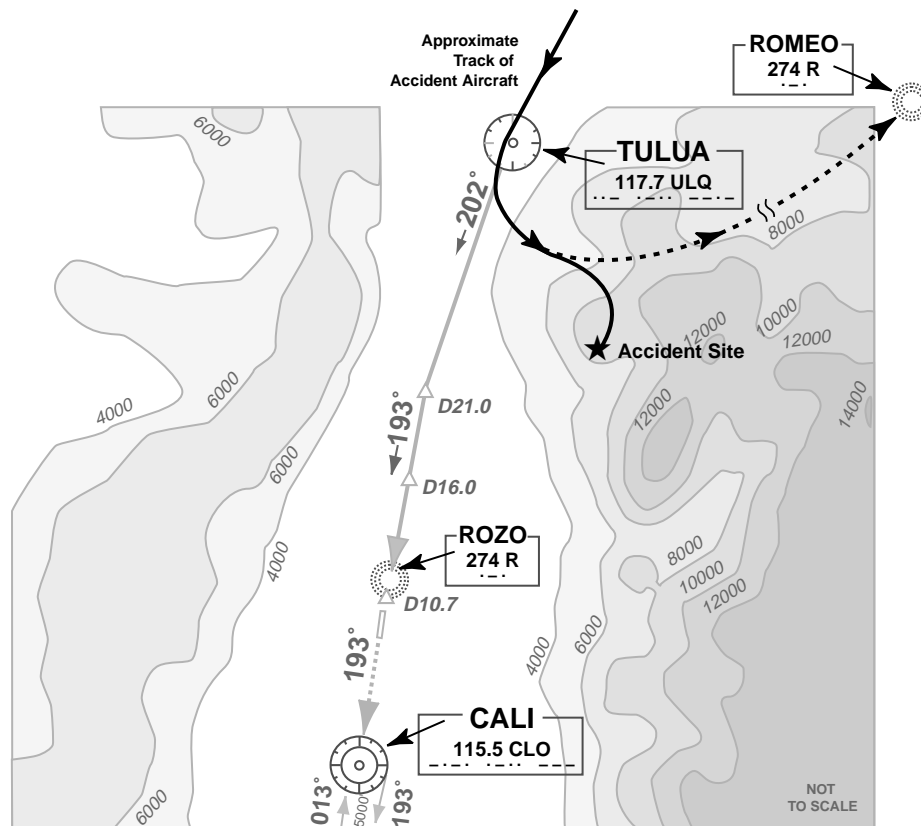 Approximate
Track of
Accident Aircraft
ROMEO
274 R
6000
TULUA
117.7 ULQ
202°
8000
10000
12000
12000
Accident Site
14000
12000
6000
4000
D21.0
193°
6000
D16.0
4000
ROZO
274 R
D10.7
8000
10000
12000
6000
4000
193°
CALI
115.5 CLO
013°
5000'
193°
6000
NOT
TO SCALE